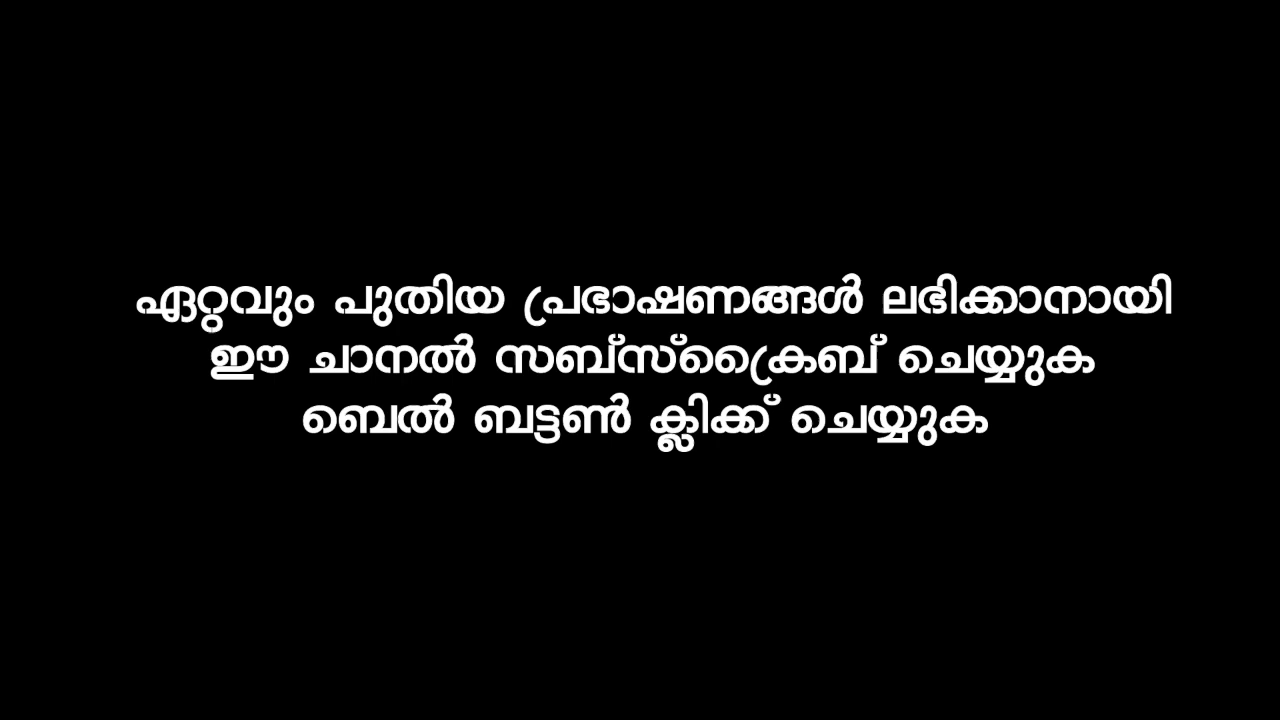 ഏറ്റവും പുതിയ പ്രഭാഷണങ്ങൾ ലഭിക്കാനായി
ഈ ചാനൽ സബ്സ്ക്രൈബ് ചെയ്യുക
ബെൽ ബട്ടൺ ക്ലിക്ക് ചെയ്യുക